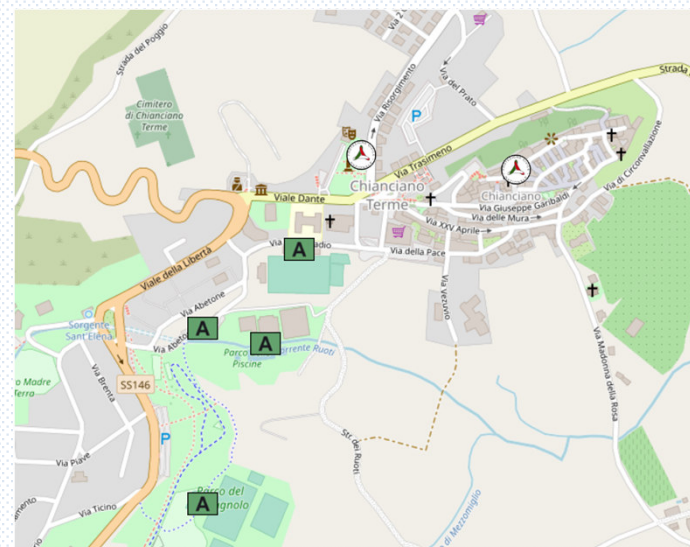 Strada del Poggio
Via Risorgimento
Via del Prato
P
Strada
Cimitero
di Chianciano
Terme
Via Trasimeno
Via di Circonvallazione
Chianciano
Terme
Chianciano
Viale Dante
Via Giuseppe Garibaldi
Via delle Mura
Via XXV Aprile
A
Via della Pace
Viale della Libertà
Via Vezuvio
Via Abetone
Sorgente
Sant'Elena
A
A
Parco
Piscine
Via Madonna della Rosa
Via Brenta
SS146
P
Str. dei Ruoti
Via Piave
Via Ticino
A
Parco del
di Mezzomiglio